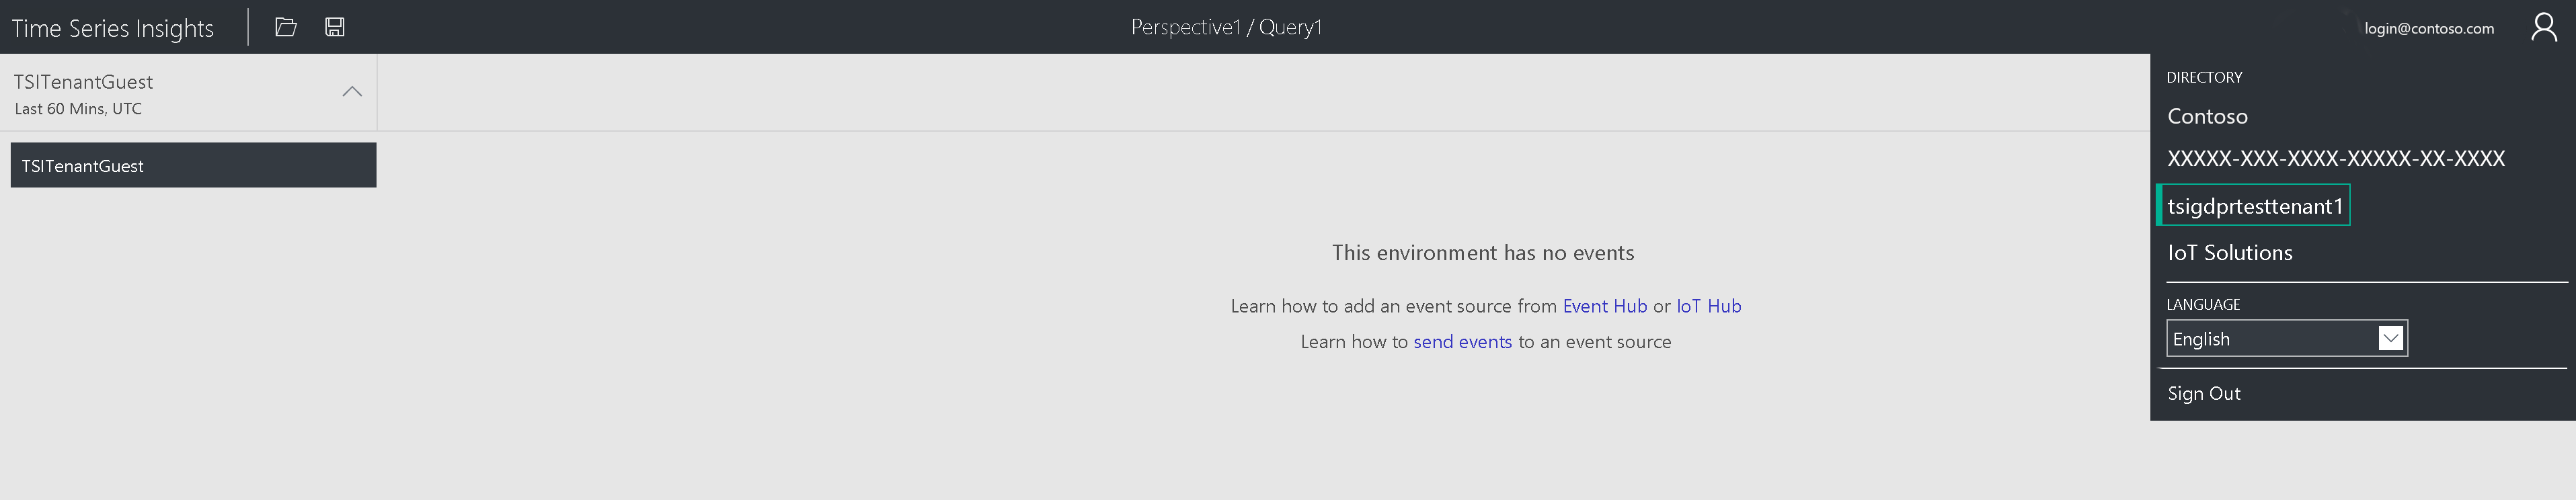 Time Series Insights
Perspective1 / Query1
login@contoso.com
TSITenantGuest
Last 60 Mins, UTC
TSITenantGuest
This environment has no events
Learn how to add an event source from Event Hub or IoT Hub
Learn how to send events to an event source
DIRECTORY
Contoso
XXXXX-XXX-XXXX-XXXXX-XX-XXXX
tsigdprtesttenant1
IoT Solutions
LANGUAGE
English
Sign Out